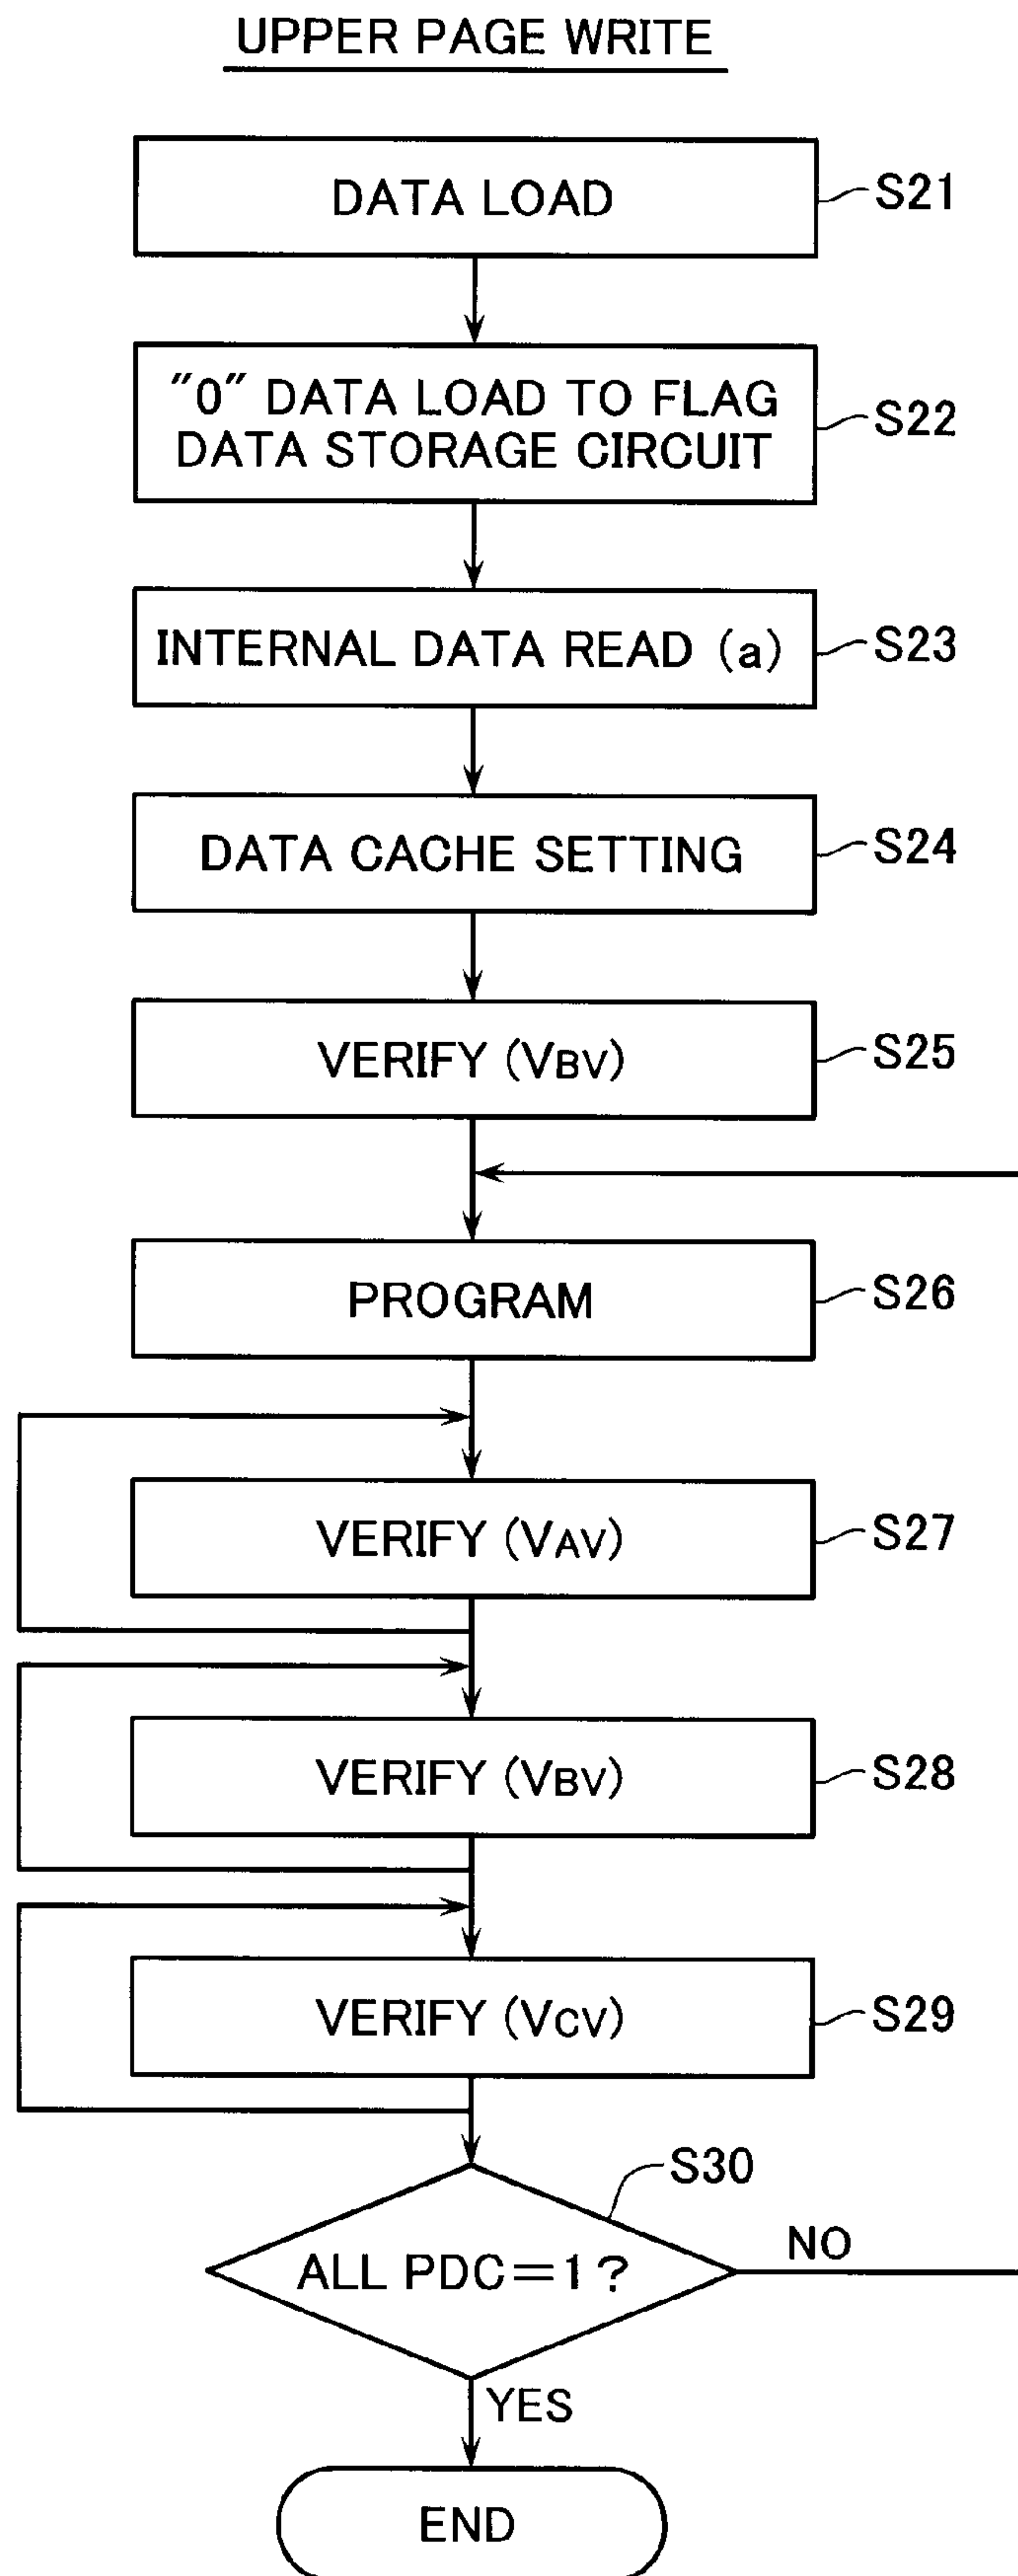 UPPER PAGE WRITE
DATA LOAD
S21
"0" DATA LOAD TO FLAG
DATA STORAGE CIRCUIT
S22
INTERNAL DATA READ (a)
S23
DATA CACHE SETTING
S24
VERIFY (VBV)
S25
PROGRAM
S26
VERIFY (VAV)
S27
VERIFY (VBV)
S28
VERIFY (VCV)
S29
S30
ALL PDC=1?
NO
YES
END